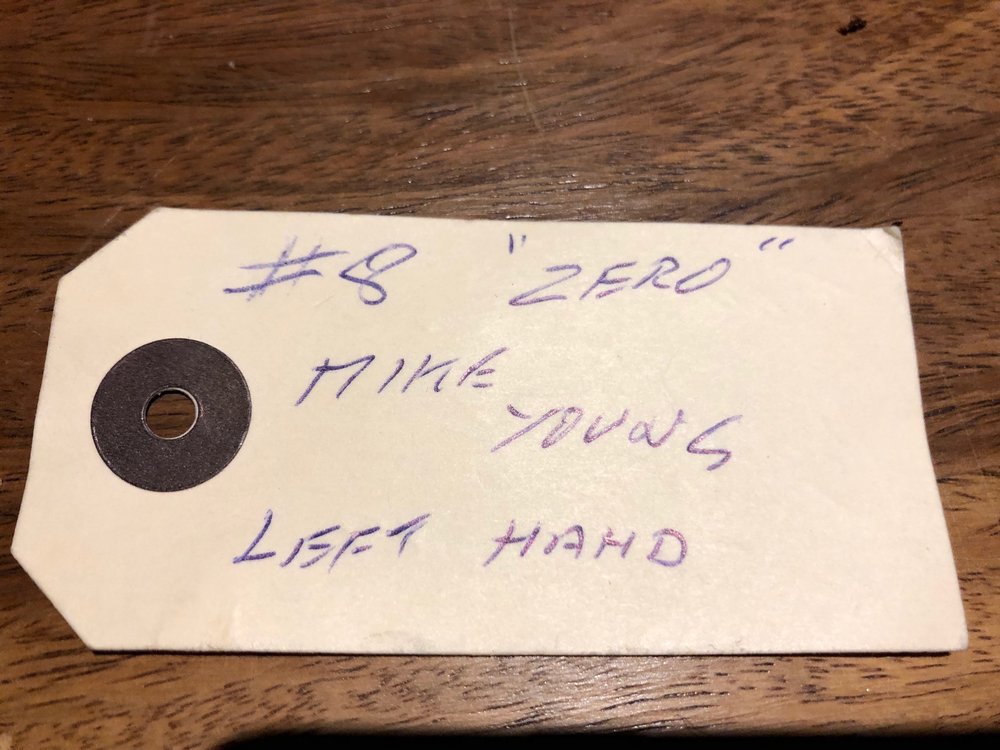 #8 "ZERO"
MIKE
YOUNG
LEFT HAND